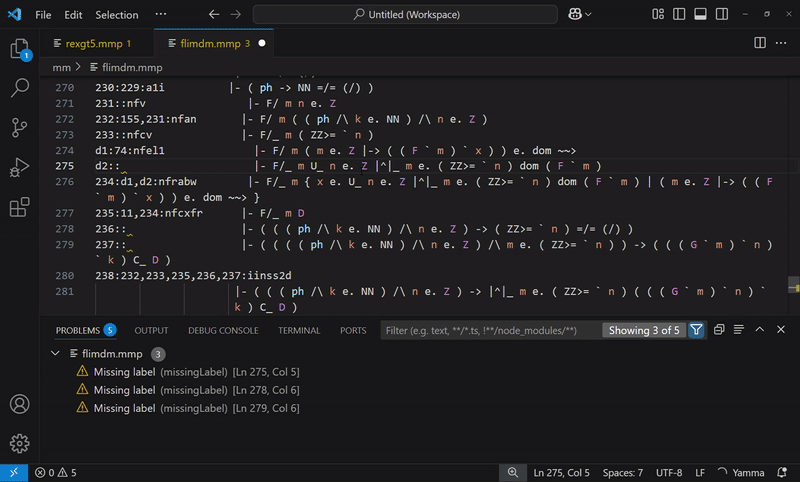 File Edit Selection ··· Untitled (Workspace)
rexgt5.mmp 1 flimdm.mmp 3
mm > flimdm.mmp
270 230:229:a1i |- ( ph -> NN =/= (/) )
271 231::nfv |- F/ m n e. Z
272 232:155,231:nfan |- F/ m ( ( ph /\ k e. NN ) /\ n e. Z )
273 233::nfcv |- F/_ m ( ZZ>= ` n )
274 d1:74:nfel1 |- F/ m ( m e. Z |-> ( ( F ` m ) ` x ) ) e. dom ~~>
275 d2:: |- F/_ m U_ n e. Z |^|_ m e. ( ZZ>= ` n ) dom ( F ` m )
276 234:d1,d2:nfrabw |- F/_ m { x e. U_ n e. Z |^|_ m e. ( ZZ>= ` n ) dom ( F ` m ) | ( m e. Z |-> ( ( F
` m ) ` x ) ) e. dom ~~> }
277 235:11,234:nfcxfr |- F/_ m D
278 236:: |- ( ( ( ph /\ k e. NN ) /\ n e. Z ) -> ( ZZ>= ` n ) =/= (/) )
279 237:: |- ( ( ( ( ph /\ k e. NN ) /\ n e. Z ) /\ m e. ( ZZ>= ` n ) ) -> ( ( ( G ` m ) ` n )
` k ) C_ D )
280 238:232,233,235,236,237:iinss2d
281 |- ( ( ( ph /\ k e. NN ) /\ n e. Z ) -> |^|_ m e. ( ZZ>= ` n ) ( ( ( G ` m ) ` n ) `
k ) C_ D )
PROBLEMS 5 OUTPUT DEBUG CONSOLE TERMINAL PORTS Filter (e.g. text, **/*.ts, !**/node_modules/**) Showing 3 of 5
flimdm.mmp 3
Missing label (missingLabel) [Ln 275, Col 5]
Missing label (missingLabel) [Ln 278, Col 6]
Missing label (missingLabel) [Ln 279, Col 6]
0 5 Ln 275, Col 5 Spaces: 7 UTF-8 LF Yamma